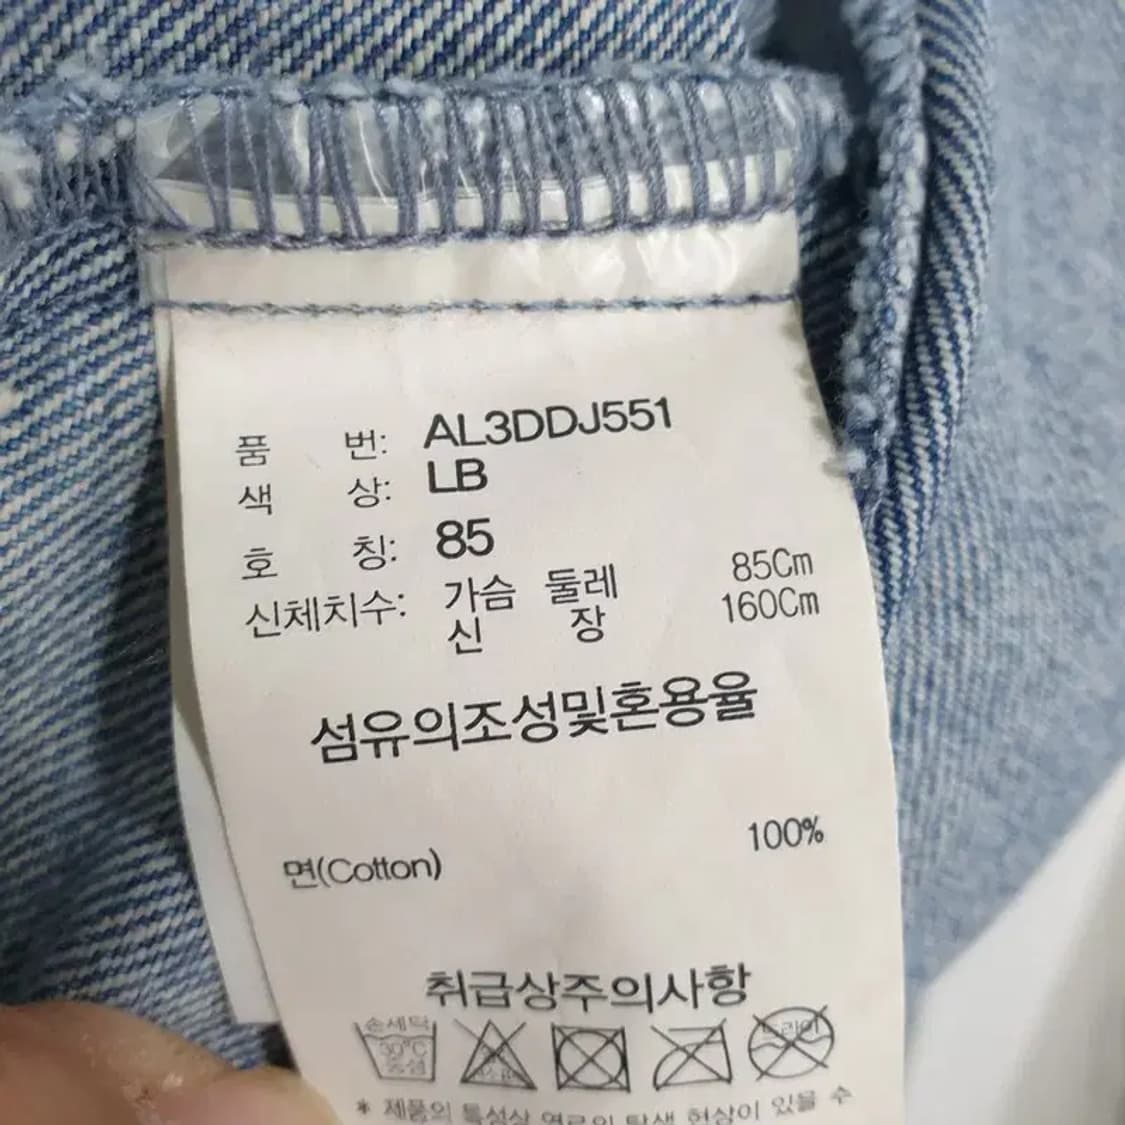 품 번: AL3DDJ551
색 상: LB
호 칭: 85
신체치수: 가슴 둘레 85Cm
신 장 160Cm
섬유의조성및혼용율
면(Cotton) 100%
취급상주의사항
손세탁
30℃
중성
드라이
* 제품의 특성상 염료의 탈색 현상이 있을 수